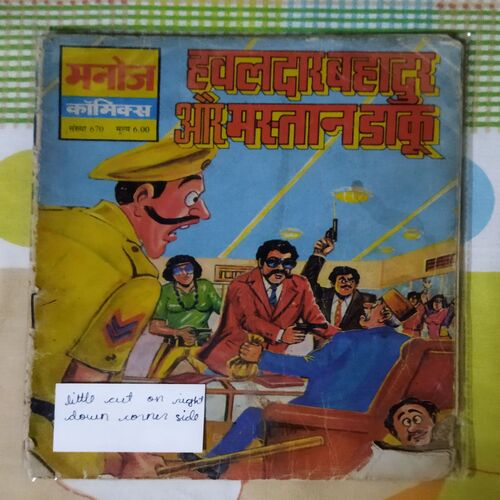 मनोज
कॉमिक्स
संख्या 670 मूल्य 6.00
हवलदार बहादुर
और मस्तान डाकू
little cut on right
down corner side